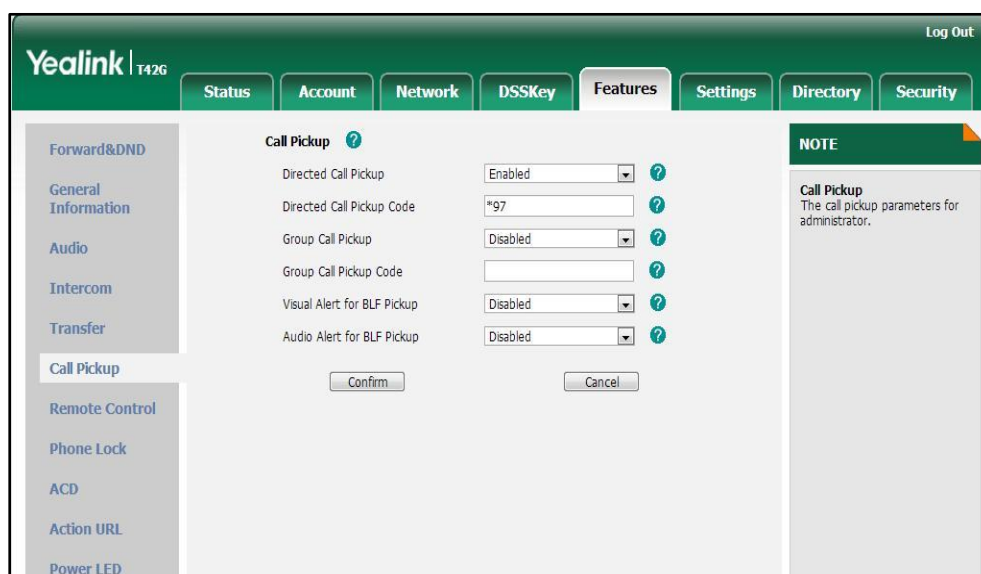 Log Out
Yealink T42G
Status Account Network DSSKey Features Settings Directory Security
Forward&DND
General
Information
Audio
Intercom
Transfer
Call Pickup
Remote Control
Phone Lock
ACD
Action URL
Power LED
Call Pickup ?
Directed Call Pickup Enabled ?
Directed Call Pickup Code *97 ?
Group Call Pickup Disabled ?
Group Call Pickup Code ?
Visual Alert for BLF Pickup Disabled ?
Audio Alert for BLF Pickup Disabled ?
Confirm Cancel
NOTE
Call Pickup
The call pickup parameters for
administrator.